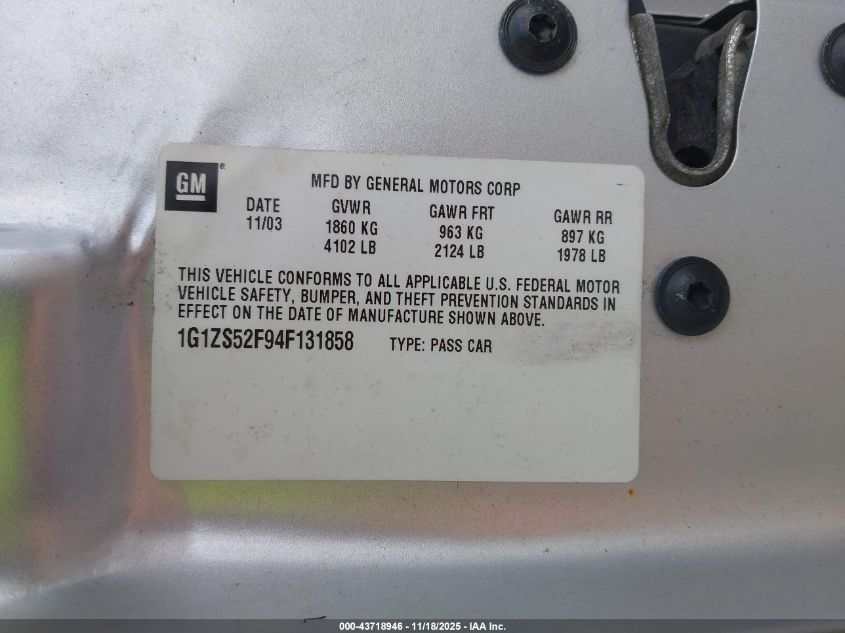 GM®
MFD BY GENERAL MOTORS CORP
DATE GVWR GAWR FRT GAWR RR
11/03 1860 KG 963 KG 897 KG
4102 LB 2124 LB 1978 LB
THIS VEHICLE CONFORMS TO ALL APPLICABLE U.S. FEDERAL MOTOR
VEHICLE SAFETY, BUMPER, AND THEFT PREVENTION STANDARDS IN
EFFECT ON THE DATE OF MANUFACTURE SHOWN ABOVE.
1G1ZS52F94F131858 TYPE: PASS CAR
000-43718946 - 11/18/2025 - IAA Inc.